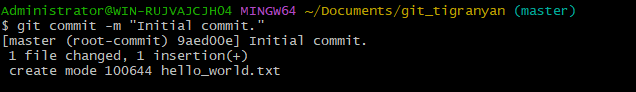 Administrator@WIN-RUJVAJCJH04 MINGW64 ~/Documents/git_tigranyan (master)
$ git commit -m "Initial commit."
[master (root-commit) 9aed00e] Initial commit.
 1 file changed, 1 insertion(+)
 create mode 100644 hello_world.txt